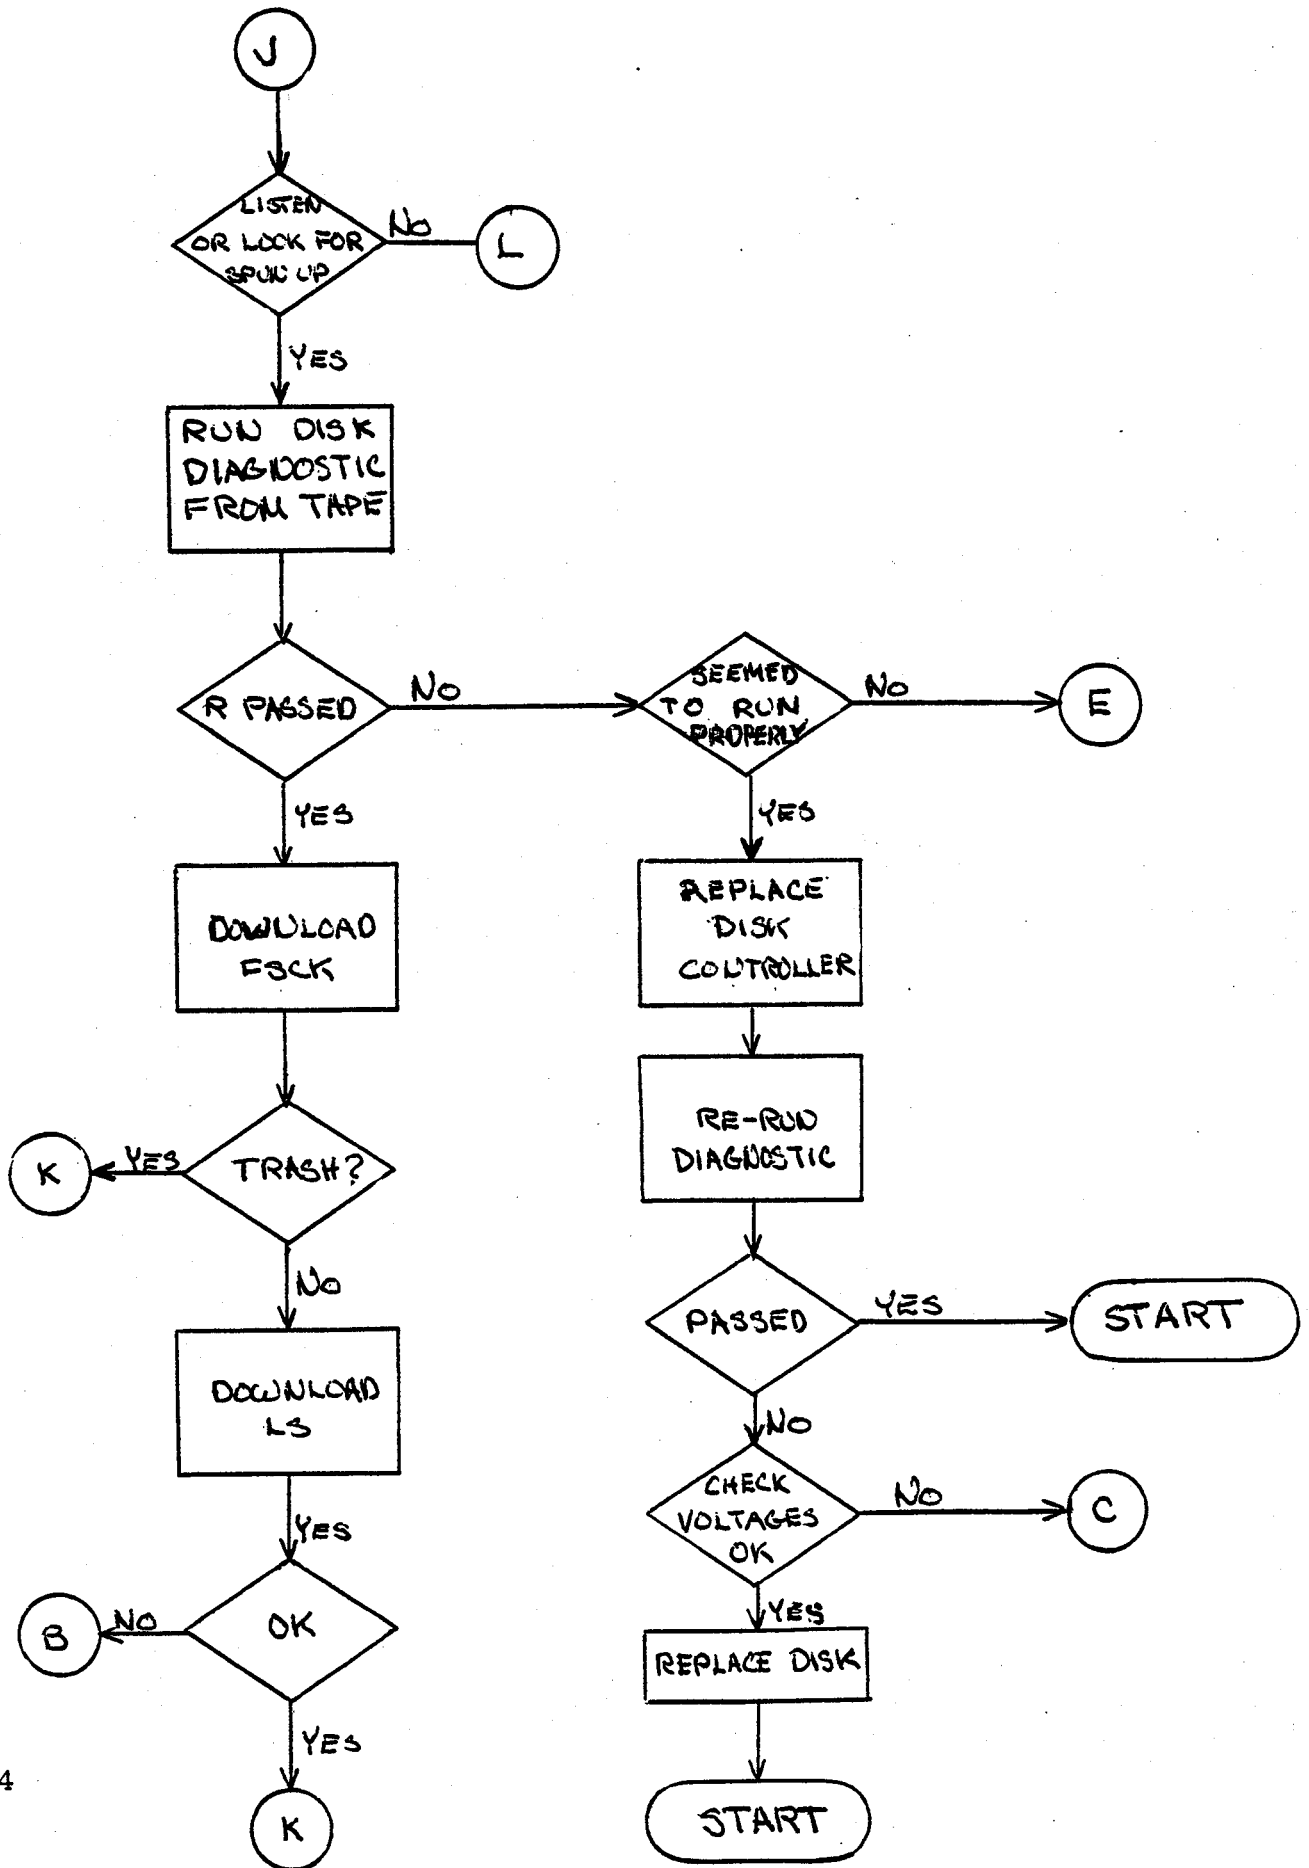 J
LISTEN
OR LOOK FOR
SPUN UP
NO
L
YES
RUN DISK
DIAGNOSTIC
FROM TAPE
R PASSED
NO
SEEMED
TO RUN
PROPERLY
NO
E
YES
YES
DOWNLOAD
FSCK
REPLACE
DISK
CONTROLLER
TRASH?
YES
K
NO
RE-RUN
DIAGNOSTIC
PASSED
YES
START
NO
DOWNLOAD
LS
YES
CHECK
VOLTAGES
OK
NO
C
YES
OK
NO
B
YES
K
REPLACE DISK
START
4